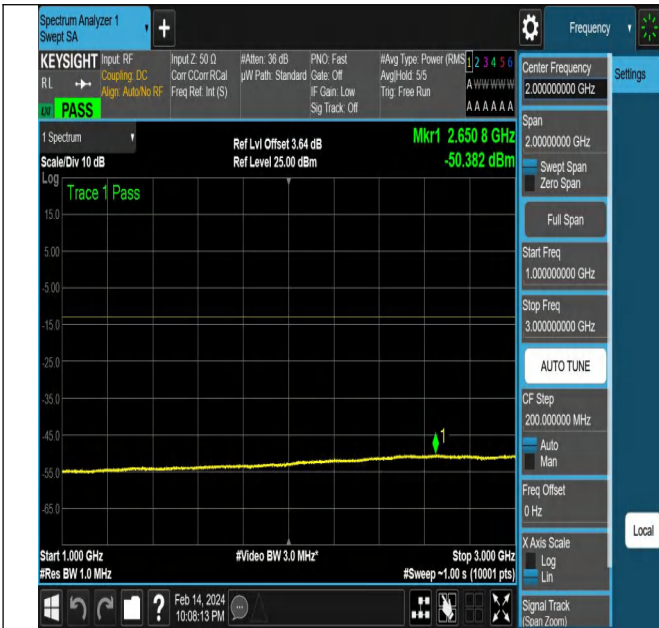 Spectrum Analyzer 1
Swept SA
Frequency
KEYSIGHT
RL
LXI
PASS
Input: RF
Coupling: DC
Align: Auto/No RF
Input Z: 50 Ω
Corr CCorr RCal
Freq Ref: Int (S)
#Atten: 36 dB
µW Path: Standard
PNO: Fast
Gate: Off
IF Gain: Low
Sig Track: Off
#Avg Type: Power (RMS
Avg|Hold: 5/5
Trig: Free Run
1 2 3 4 5 6
A W W W W W
A A A A A A
1 Spectrum
Scale/Div 10 dB
Ref Lvl Offset 3.64 dB
Ref Level 25.00 dBm
Mkr1 2.650 8 GHz
-50.382 dBm
Log
Trace 1 Pass
15.0
5.00
-5.00
-15.0
-25.0
-35.0
-45.0
-55.0
-65.0
1
Start 1.000 GHz
#Res BW 1.0 MHz
#Video BW 3.0 MHz*
Stop 3.000 GHz
#Sweep ~1.00 s (10001 pts)
Feb 14, 2024
10:08:13 PM
?
Center Frequency
2.000000000 GHz
Settings
Span
2.00000000 GHz
Swept Span
Zero Span
Full Span
Start Freq
1.000000000 GHz
Stop Freq
3.000000000 GHz
AUTO TUNE
CF Step
200.000000 MHz
Auto
Man
Freq Offset
0 Hz
Local
X Axis Scale
Log
Lin
Signal Track
(Span Zoom)